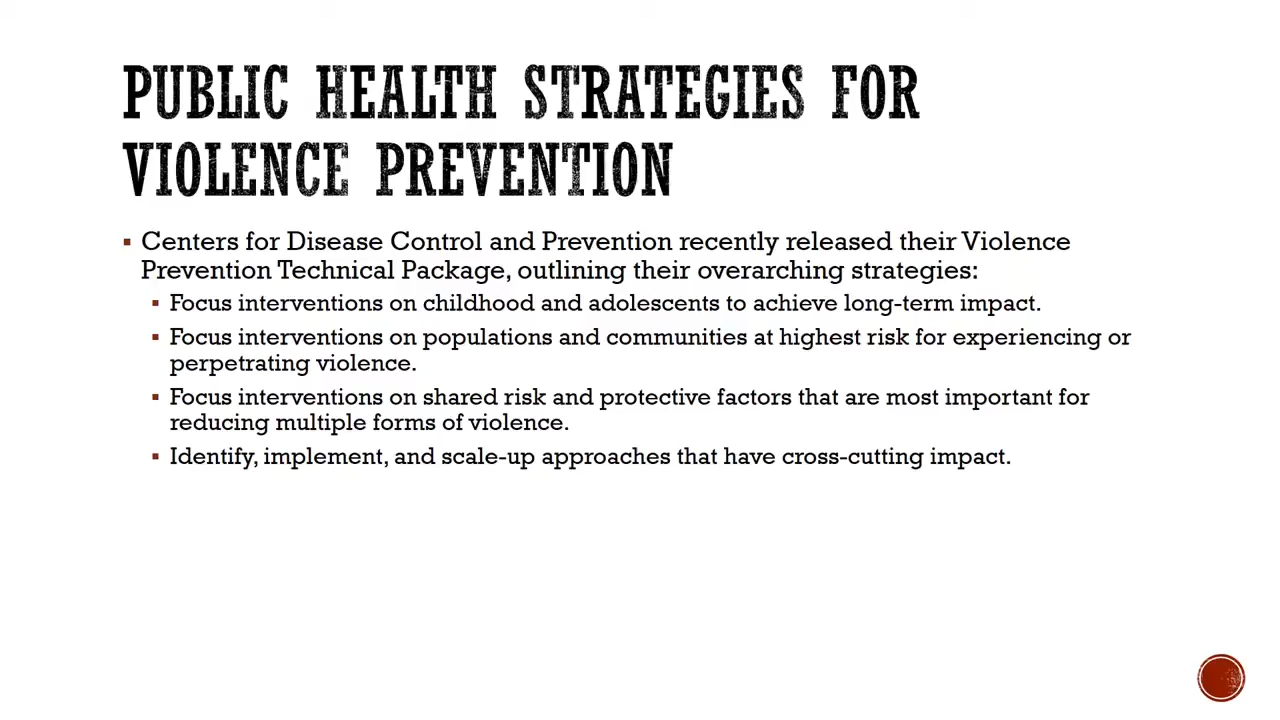 PUBLIC HEALTH STRATEGIES FOR
VIOLENCE PREVENTION
Centers for Disease Control and Prevention recently released their Violence
Prevention Technical Package, outlining their overarching strategies:
Focus interventions on childhood and adolescents to achieve long-term impact.
Focus interventions on populations and communities at highest risk for experiencing or
perpetrating violence.
Focus interventions on shared risk and protective factors that are most important for
reducing multiple forms of violence.
Identify, implement, and scale-up approaches that have cross-cutting impact.